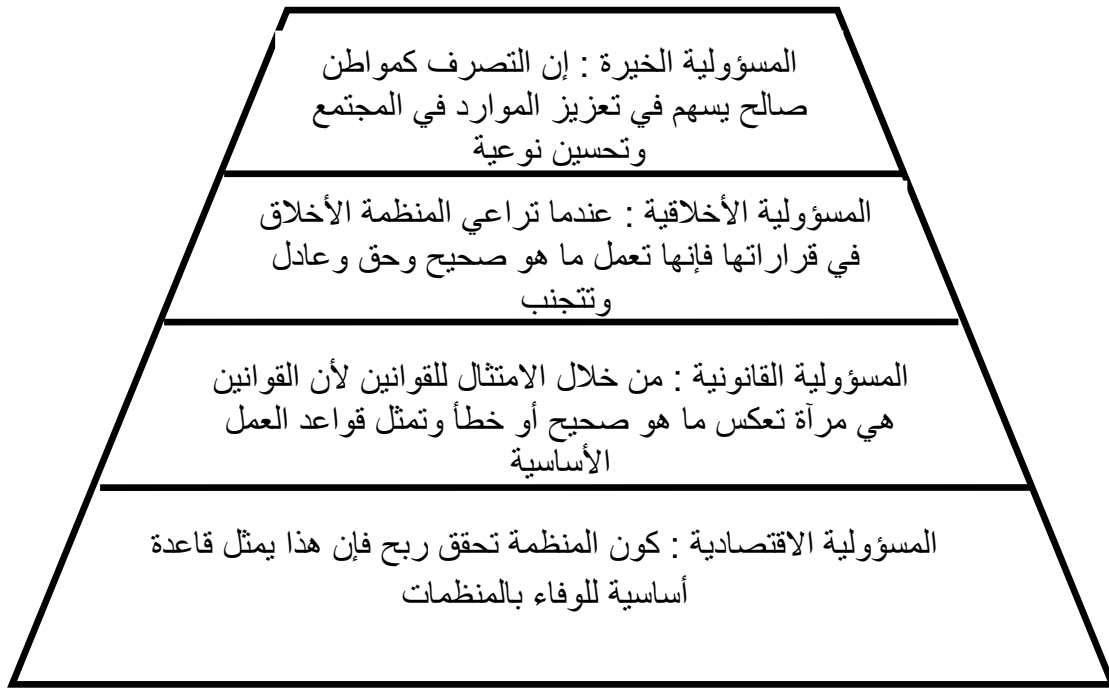 المسؤولية الخيرة : إن التصرف كمواطن
صالح يسهم في تعزيز الموارد في المجتمع
وتحسين نوعية
المسؤولية الأخلاقية : عندما تراعي المنظمة الأخلاق
في قراراتها فإنها تعمل ما هو صحيح وحق وعادل
وتتجنب
المسؤولية القانونية : من خلال الامتثال للقوانين لأن القوانين
هي مرآة تعكس ما هو صحيح أو خطأ وتمثل قواعد العمل
الأساسية
المسؤولية الاقتصادية : كون المنظمة تحقق ربح فإن هذا يمثل قاعدة
أساسية للوفاء بالمنظمات